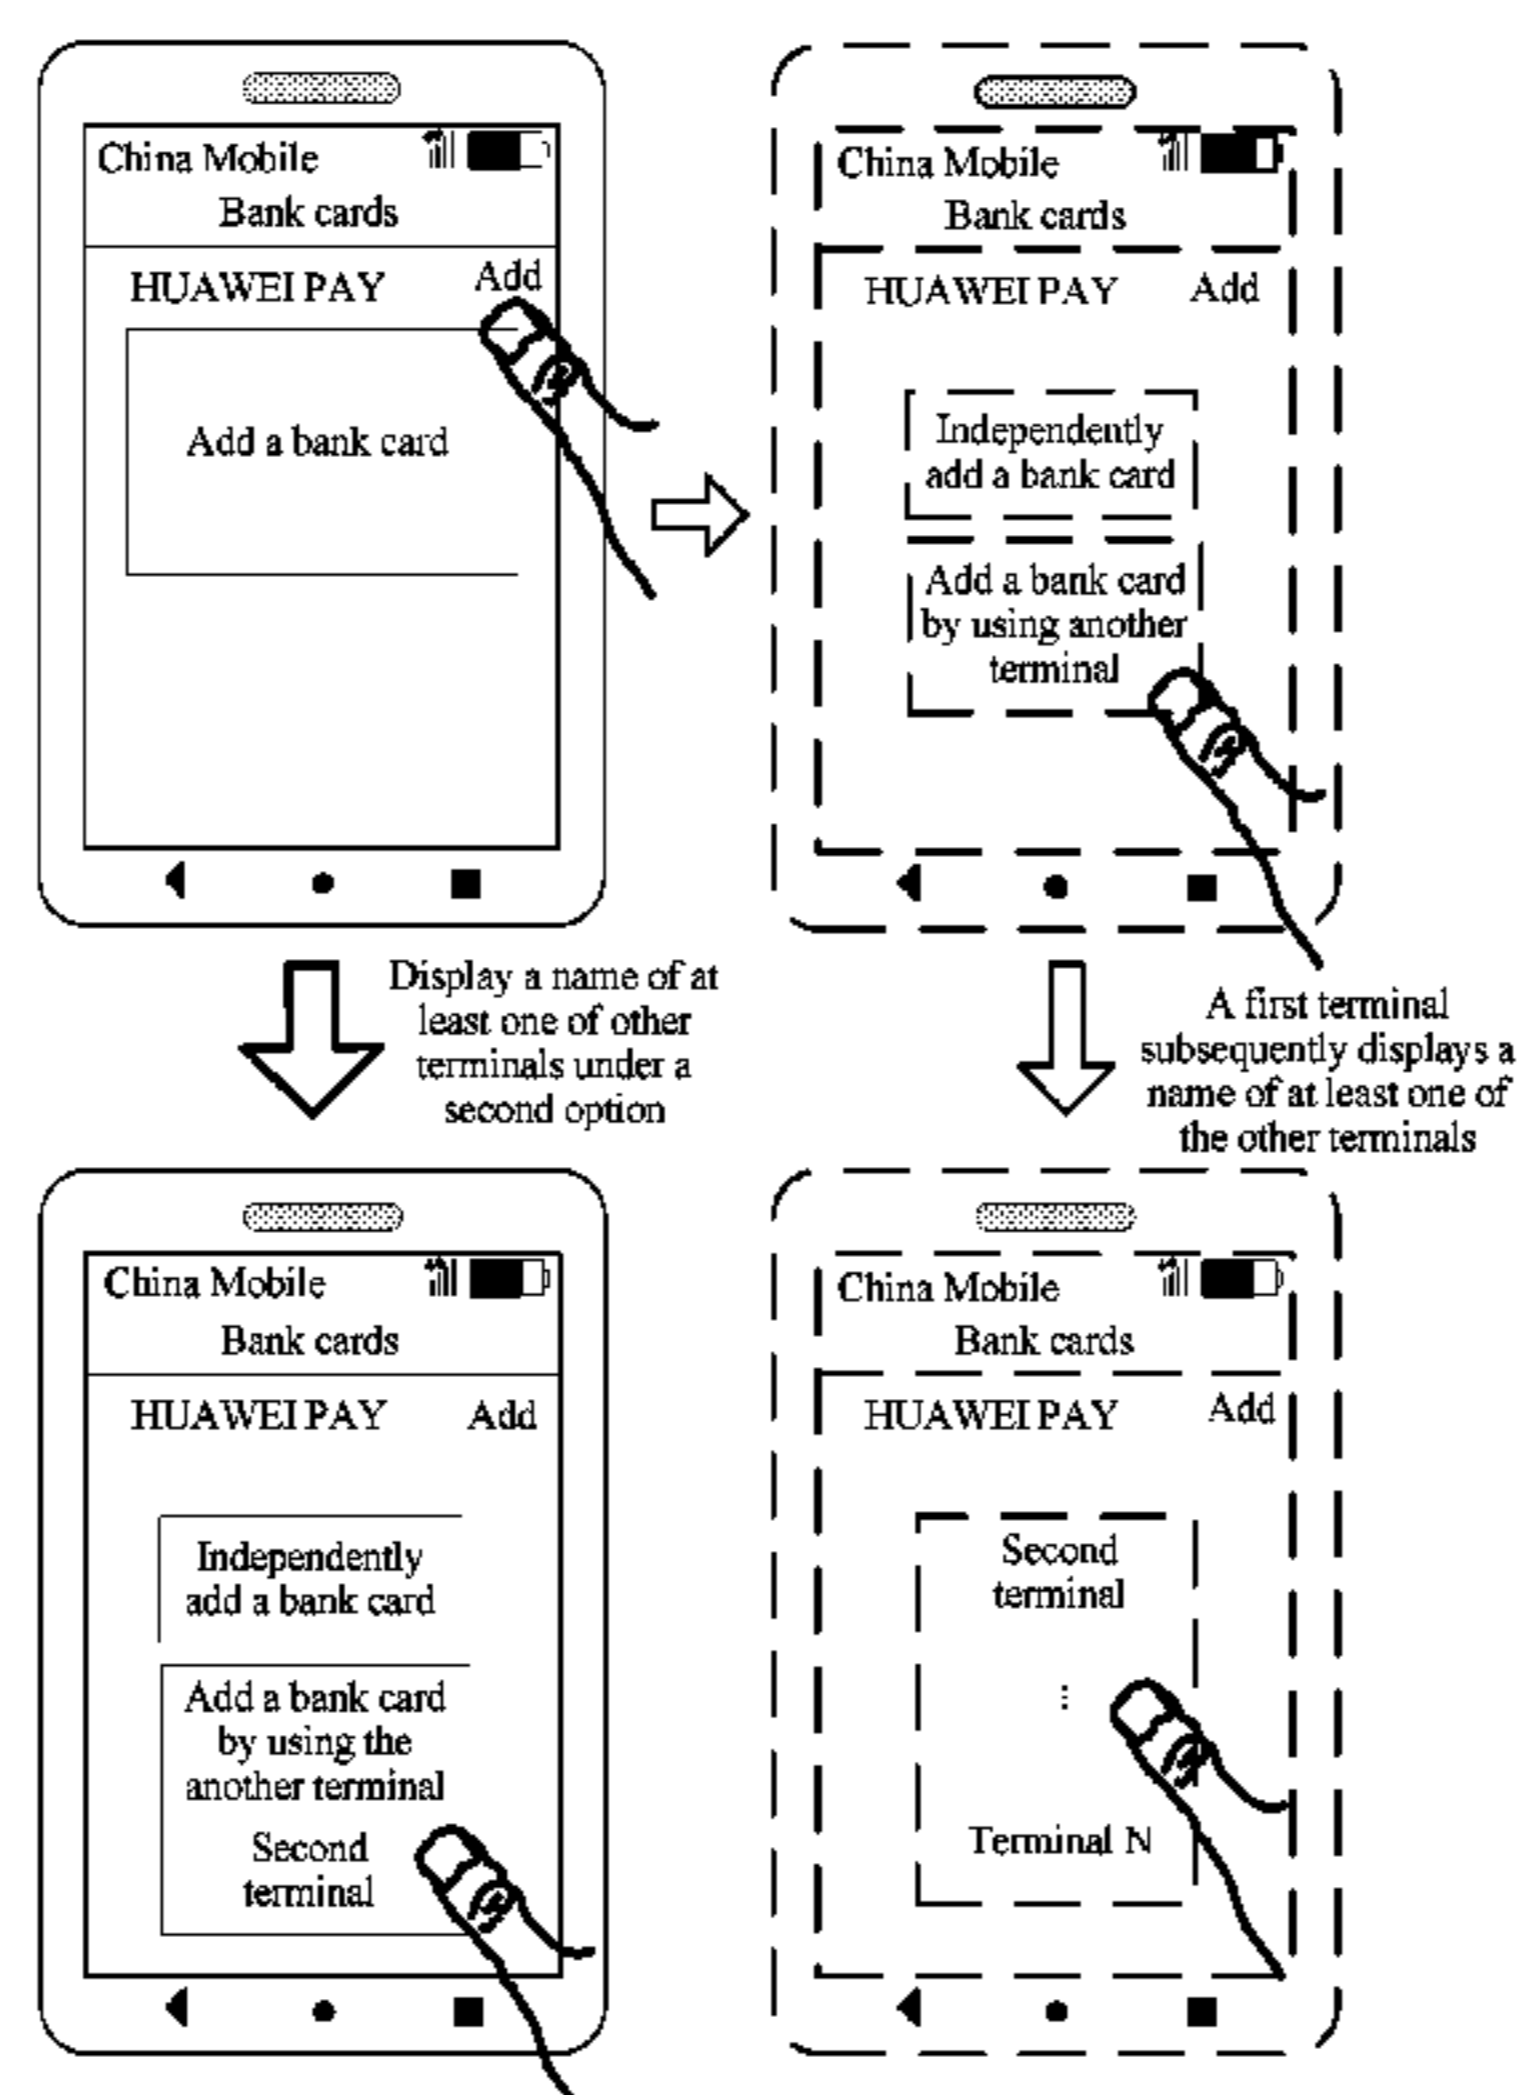 China Mobile
Bank cards
HUAWEI PAY Add
Add a bank card
China Mobile
Bank cards
HUAWEI PAY Add
Independently
add a bank card
Add a bank card
by using another
terminal
Display a name of at
least one of other
terminals under a
second option
A first terminal
subsequently displays a
name of at least one of
the other terminals
China Mobile
Bank cards
HUAWEI PAY Add
Independently
add a bank card
Add a bank card
by using the
another terminal
Second
terminal
China Mobile
Bank cards
HUAWEI PAY Add
Second
terminal
⋮
Terminal N